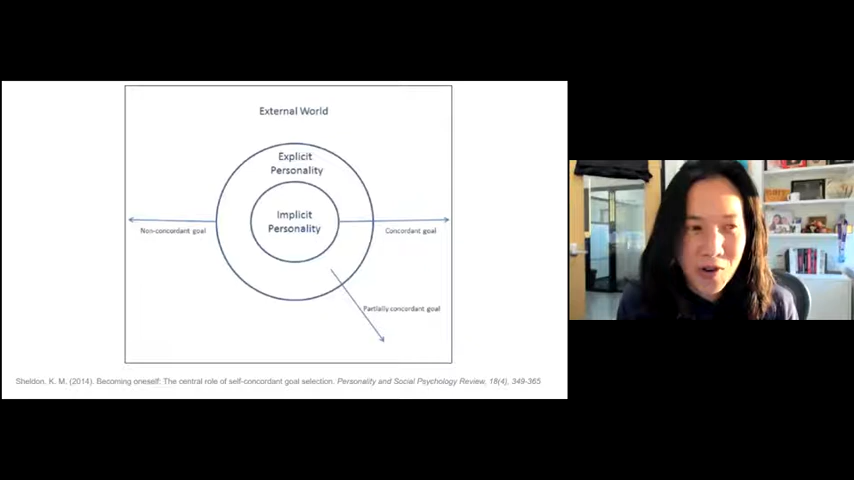 External World
Explicit
Personality
Implicit
Personality
Non-concordant goal
Concordant goal
Partially concordant goal
Sheldon. K. M. (2014). Becoming oneself: The central role of self-concordant goal selection. Personality and Social Psychology Review, 18(4), 349-365